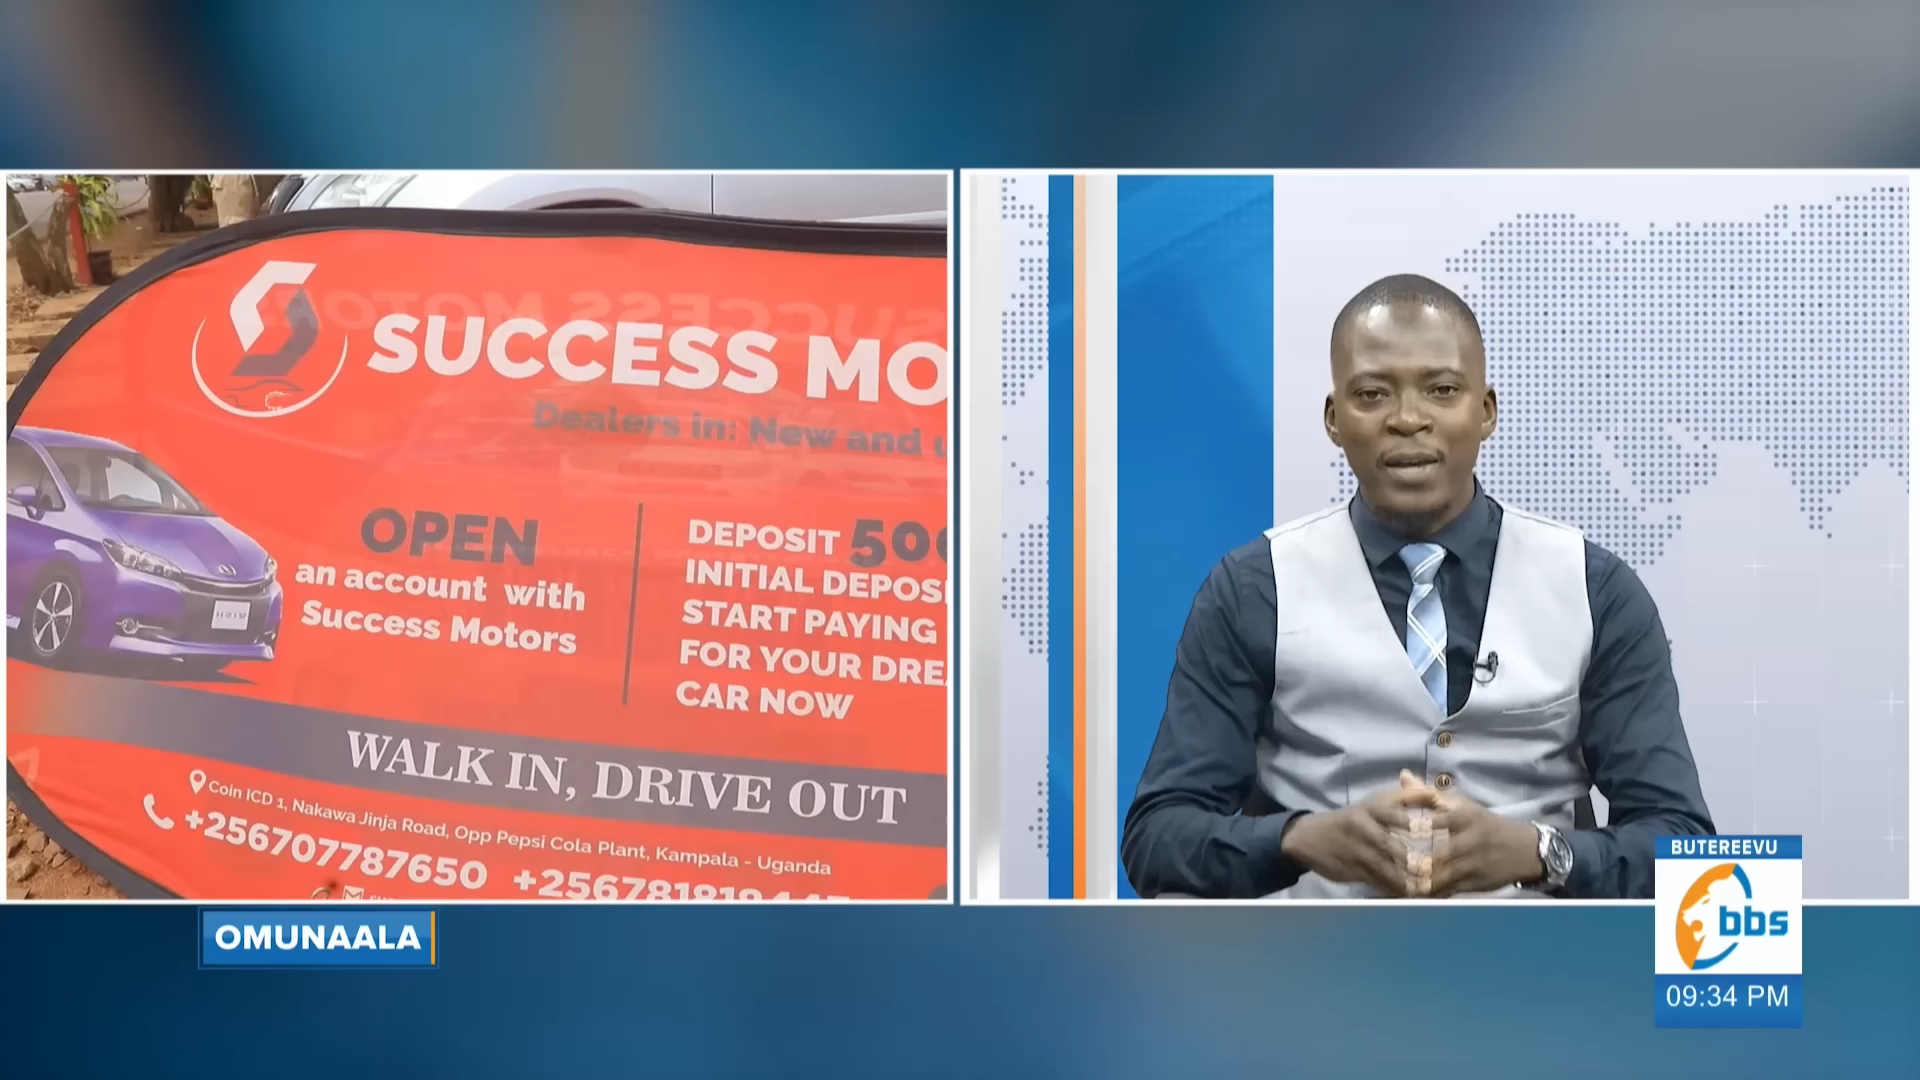 SUCCESS MO
Dealers in: New and u
OPEN
an account with
Success Motors
DEPOSIT 500
INITIAL DEPOS
START PAYING
FOR YOUR DRE
CAR NOW
WALK IN, DRIVE OUT
Coin ICD 1, Nakawa Jinja Road, Opp Pepsi Cola Plant, Kampala - Uganda
+256707787650
OMUNAALA
BUTEREEVU
bbs
09:34 PM